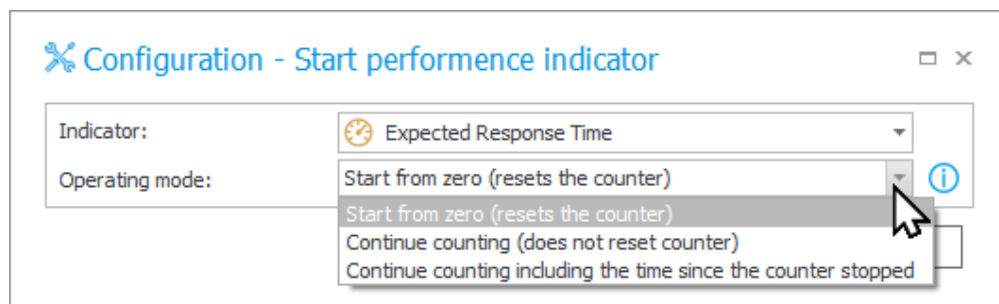 Configuration - Start performence indicator
Indicator: Expected Response Time
Operating mode: Start from zero (resets the counter)
Start from zero (resets the counter)
Continue counting (does not reset counter)
Continue counting including the time since the counter stopped